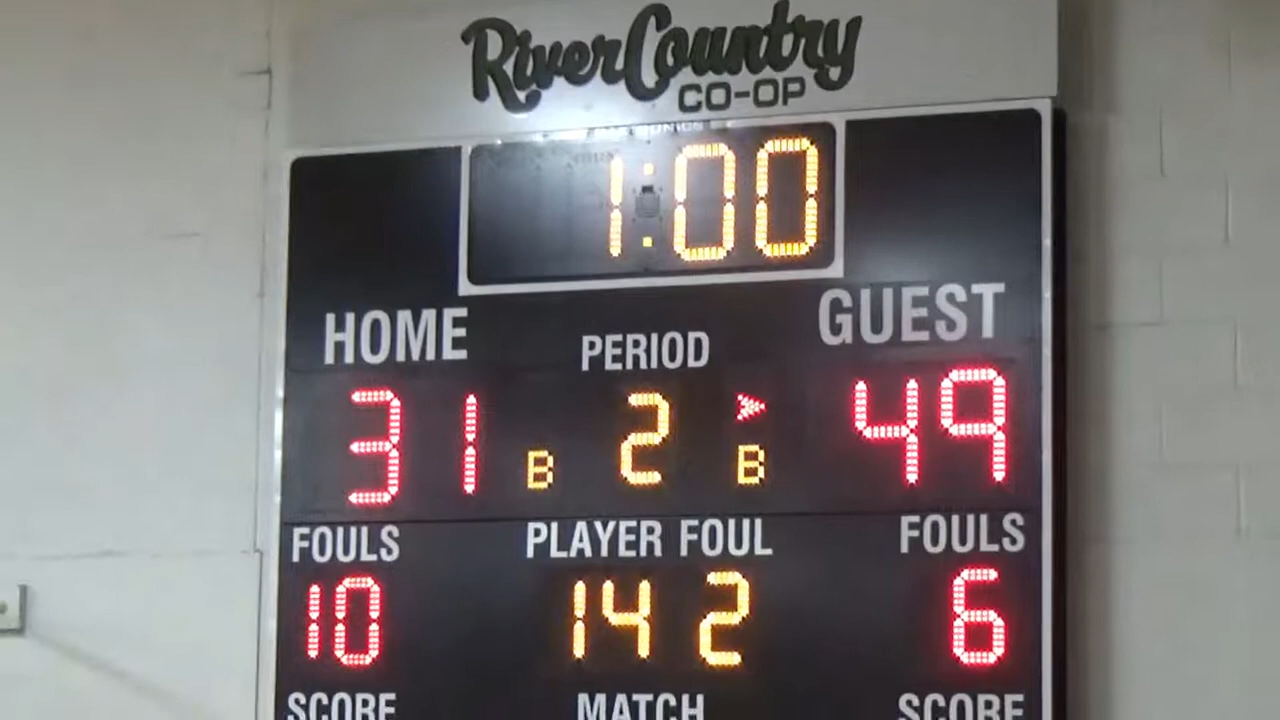 River Country
CO-OP
1:00
HOME PERIOD GUEST
31 B 2 B 49
FOULS PLAYER FOUL FOULS
10 14 2 6
SCORE MATCH SCORE